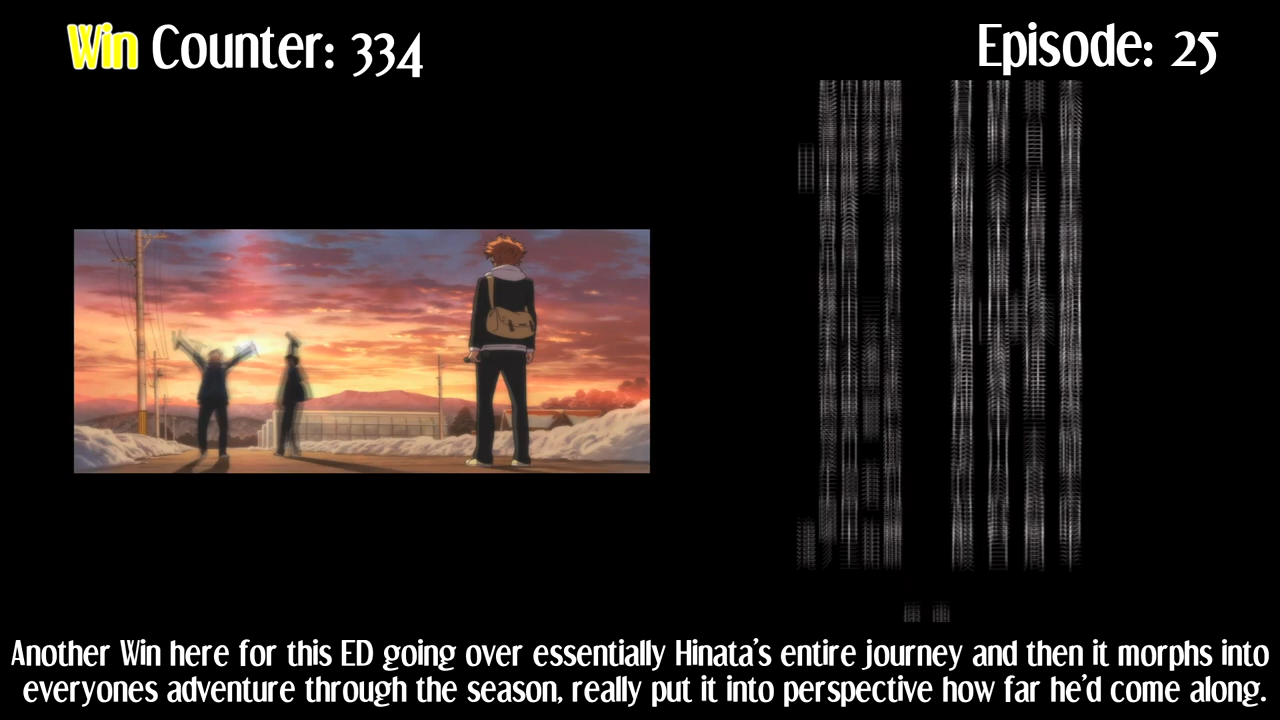 Win Counter: 334
Episode: 25
Another Win here for this ED going over essentially Hinata's entire journey and then it morphs into
everyones adventure through the season, really put it into perspective how far he'd come along.